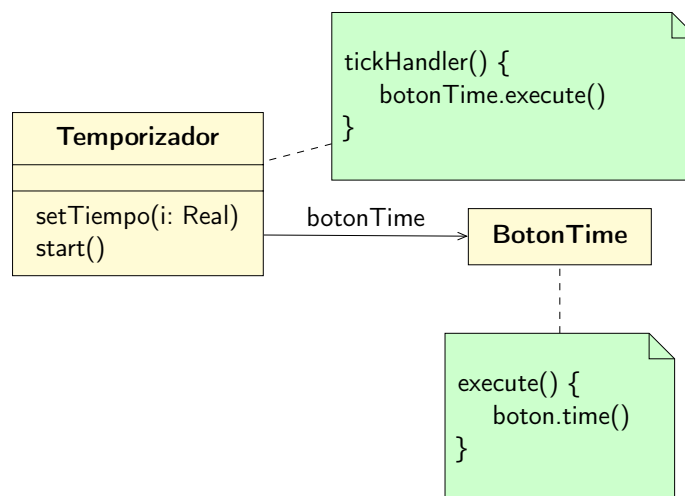 tickHandler() {
botonTime.execute()
}
Temporizador
setTiempo(i: Real)
start()
botonTime
BotonTime
execute() {
boton.time()
}